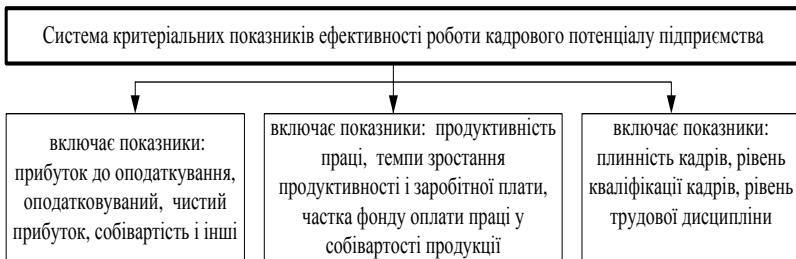 Система критеріальних показників ефективності роботи кадрового потенціалу підприємства
включає показники:
прибуток до оподаткування,
оподатковуваний, чистий
прибуток, собівартість і інші
включає показники: продуктивність
праці, темпи зростання
продуктивності і заробітної плати,
частка фонду оплати праці у
собівартості продукції
включає показники:
плинність кадрів, рівень
кваліфікації кадрів, рівень
трудової дисципліни